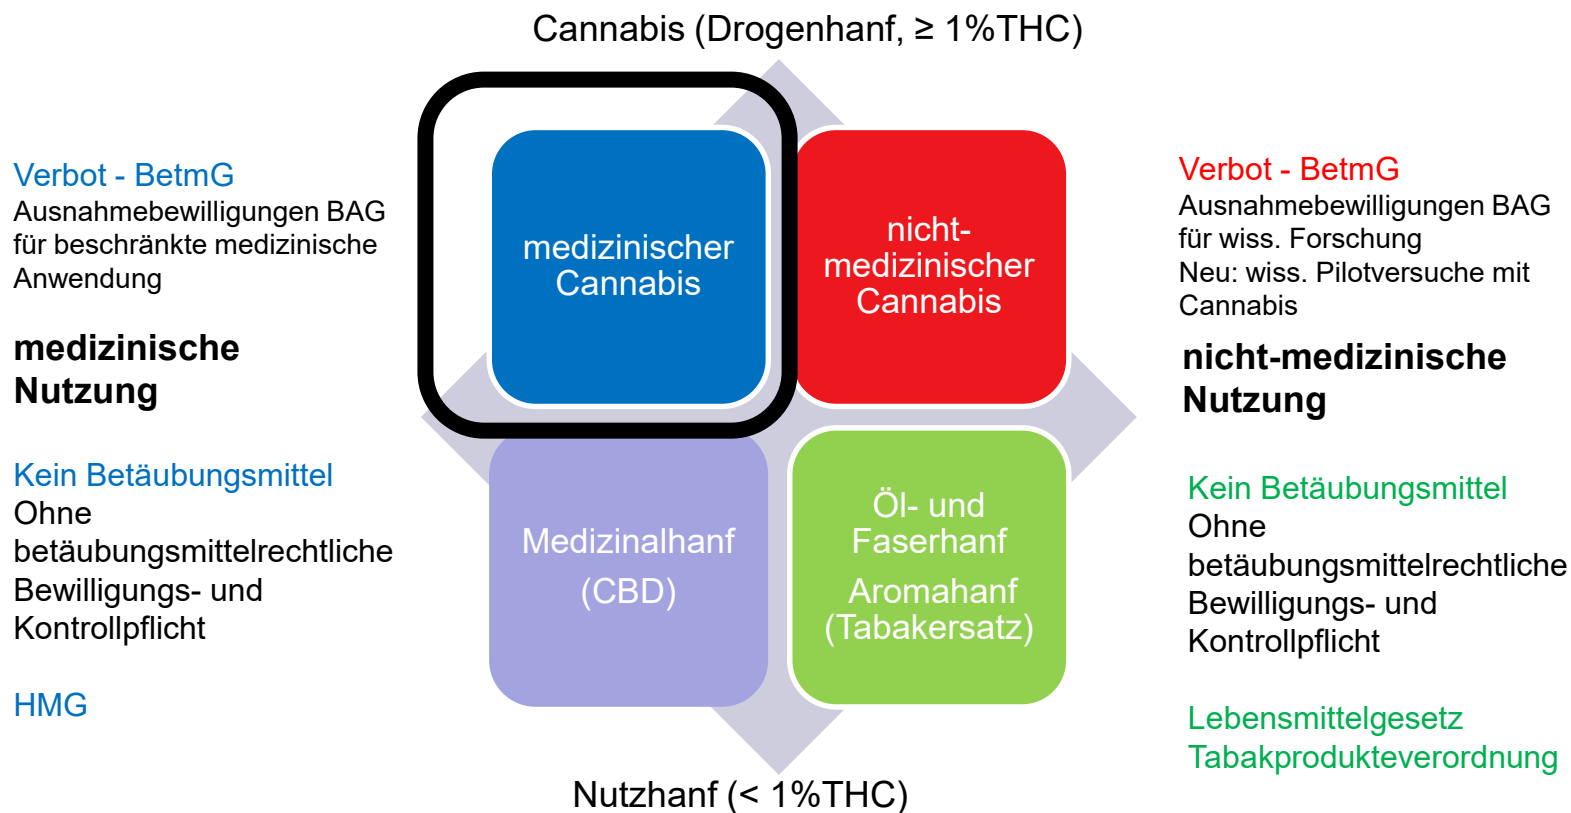 Cannabis (Drogenhanf, ≥ 1%THC)
Verbot - BetmG
Ausnahmebewilligungen BAG
für beschränkte medizinische
Anwendung
medizinische
Nutzung
Kein Betäubungsmittel
Ohne
betäubungsmittelrechtliche
Bewilligungs- und
Kontrollpflicht
HMG
medizinischer
Cannabis
nicht-
medizinischer
Cannabis
Medizinalhanf
(CBD)
Öl- und
Faserhanf
Aromahanf
(Tabakersatz)
Verbot - BetmG
Ausnahmebewilligungen BAG
für wiss. Forschung
Neu: wiss. Pilotversuche mit
Cannabis
nicht-medizinische
Nutzung
Kein Betäubungsmittel
Ohne
betäubungsmittelrechtliche
Bewilligungs- und
Kontrollpflicht
Lebensmittelgesetz
Tabakprodukteverordnung
Nutzhanf (< 1%THC)